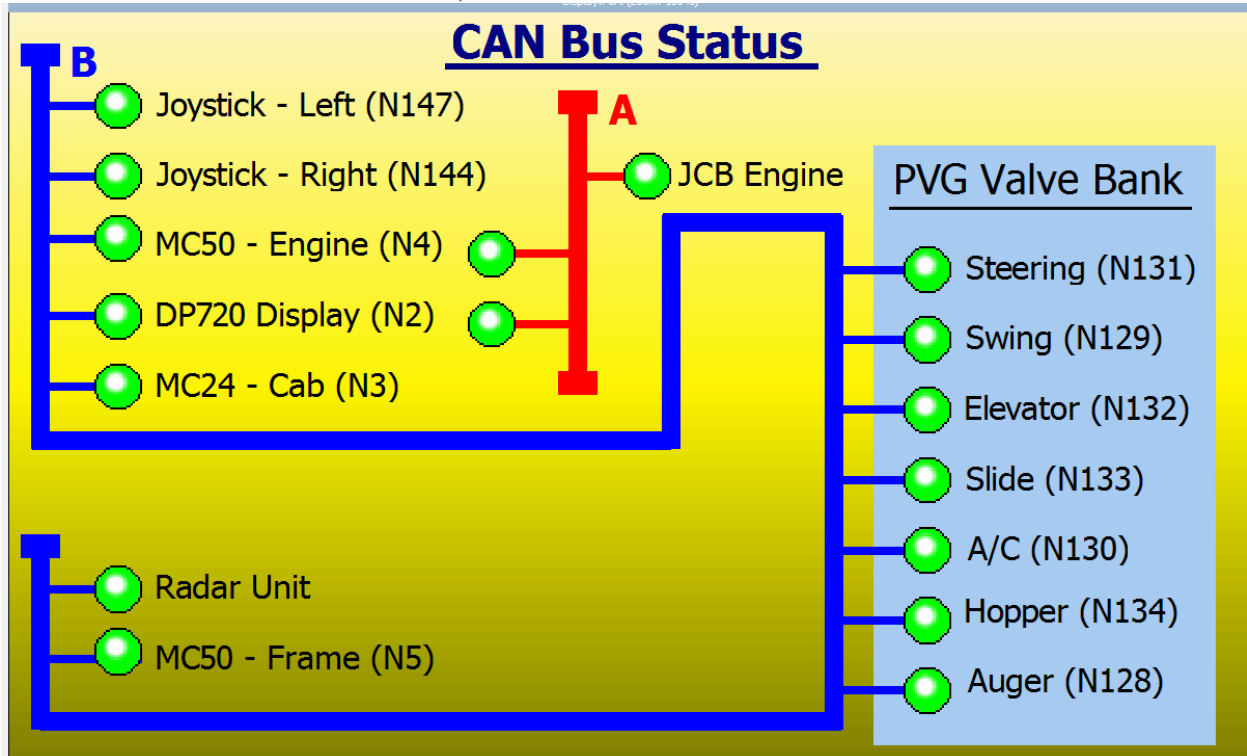 CAN Bus Status
B
Joystick - Left (N147)
Joystick - Right (N144)
MC50 - Engine (N4)
DP720 Display (N2)
MC24 - Cab (N3)
A
JCB Engine
PVG Valve Bank
Steering (N131)
Swing (N129)
Elevator (N132)
Slide (N133)
A/C (N130)
Hopper (N134)
Auger (N128)
Radar Unit
MC50 - Frame (N5)